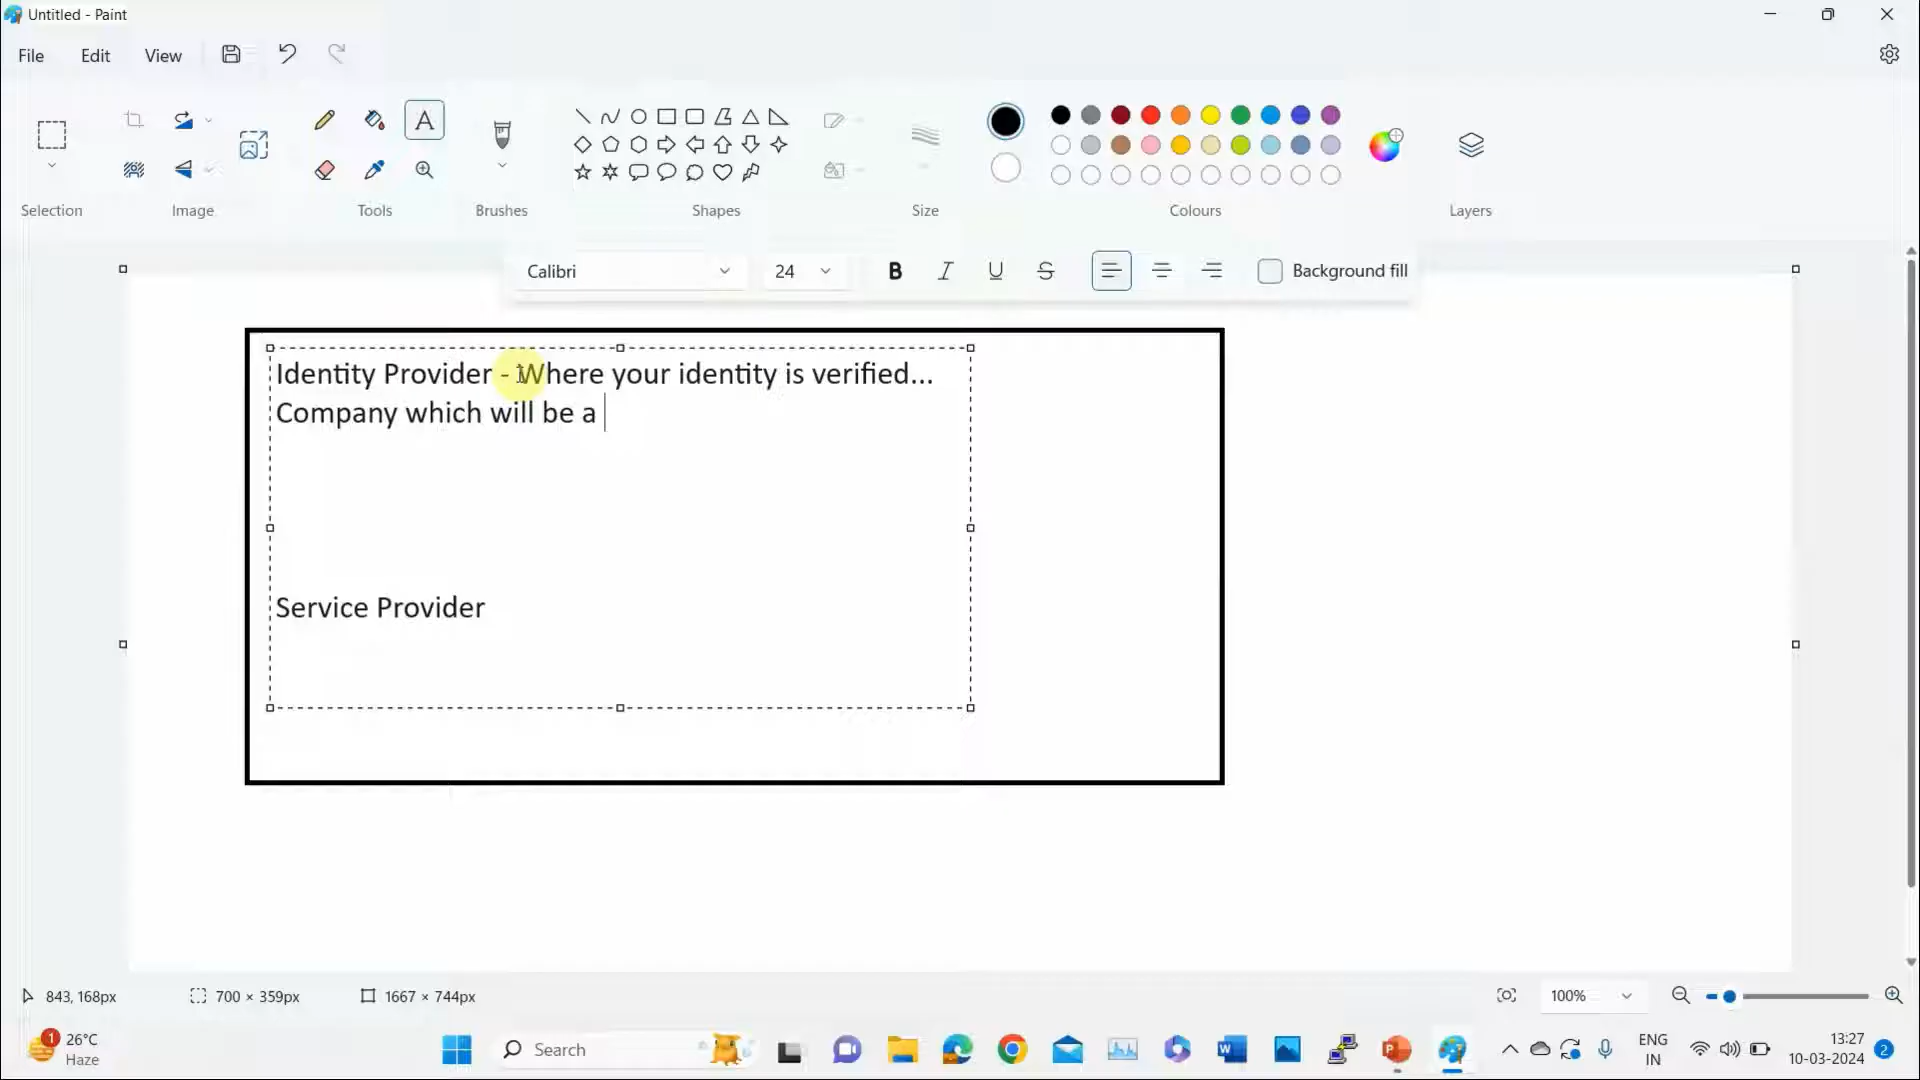 Untitled - Paint
File Edit View
Selection Image Tools Brushes Shapes Size Colours Layers
Calibri 24 B I U S Background fill
Identity Provider - Where your identity is verified...
Company which will be a
Service Provider
843, 168px 700 × 359px 1667 × 744px 100%
1 26°C
Haze
Search
ENG
IN
13:27
10-03-2024
2